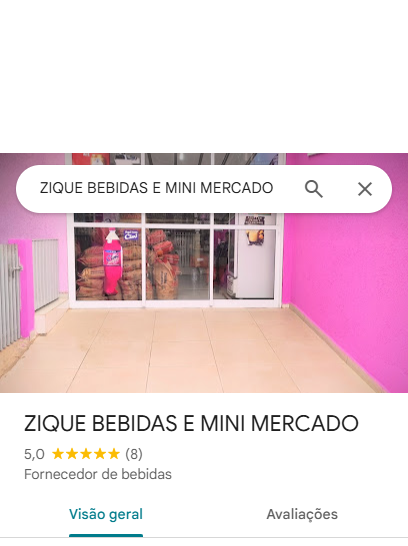 ZIQUE BEBIDAS E MINI MERCADO
ZIQUE BEBIDAS E MINI MERCADO
5,0 (8)
Fornecedor de bebidas
Visão geral Avaliações